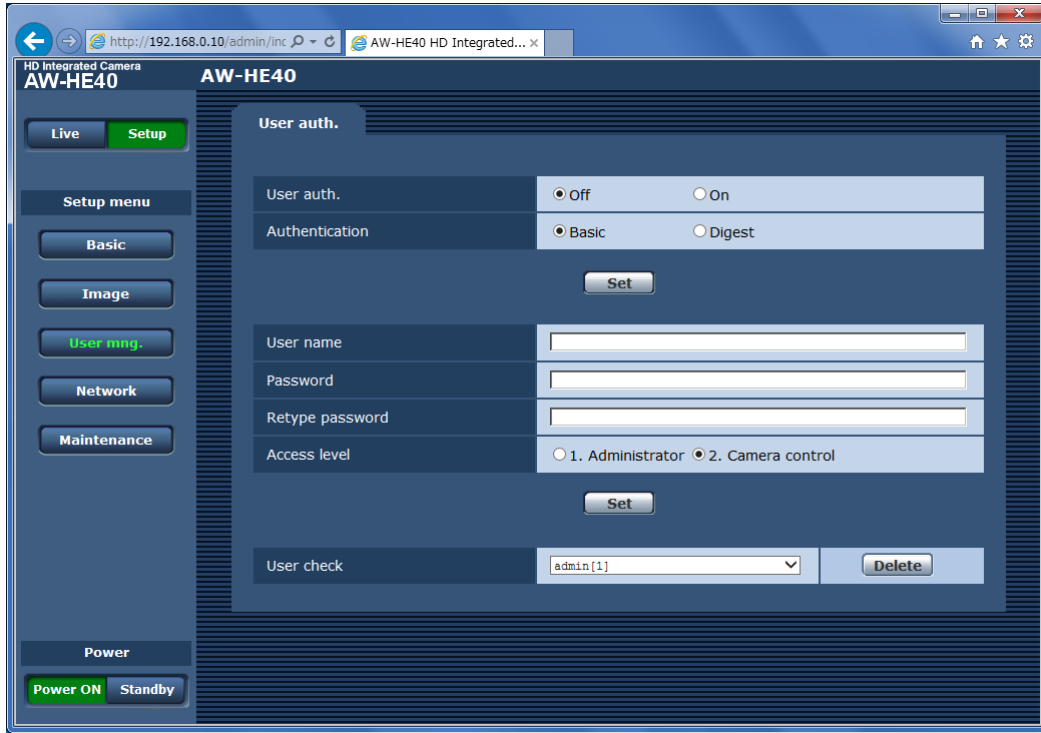 http://192.168.0.10/admin/inc
AW-HE40 HD Integrated...
HD Integrated Camera
AW-HE40
AW-HE40
Live
Setup
Setup menu
Basic
Image
User mng.
Network
Maintenance
Power
Power ON
Standby
User auth.
User auth.
Off
On
Authentication
Basic
Digest
Set
User name
Password
Retype password
Access level
1. Administrator
2. Camera control
Set
User check
admin[1]
Delete